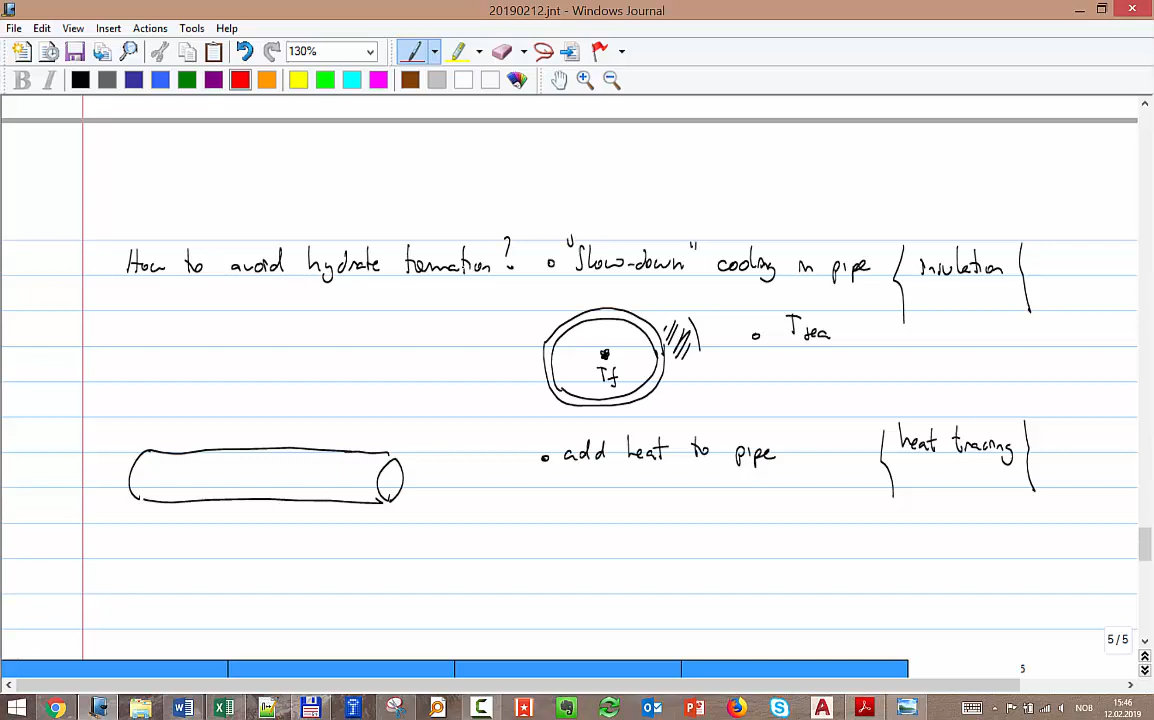 20190212.jnt - Windows Journal
File Edit View Insert Actions Tools Help
130%
B I
How to avoid hydrate formation? o "Slow-down" cooling in pipe { insulation {
o Tsea
Tf
o add heat to pipe { heat tracing {
5 / 5
5
NOB 15:46
12.02.2019